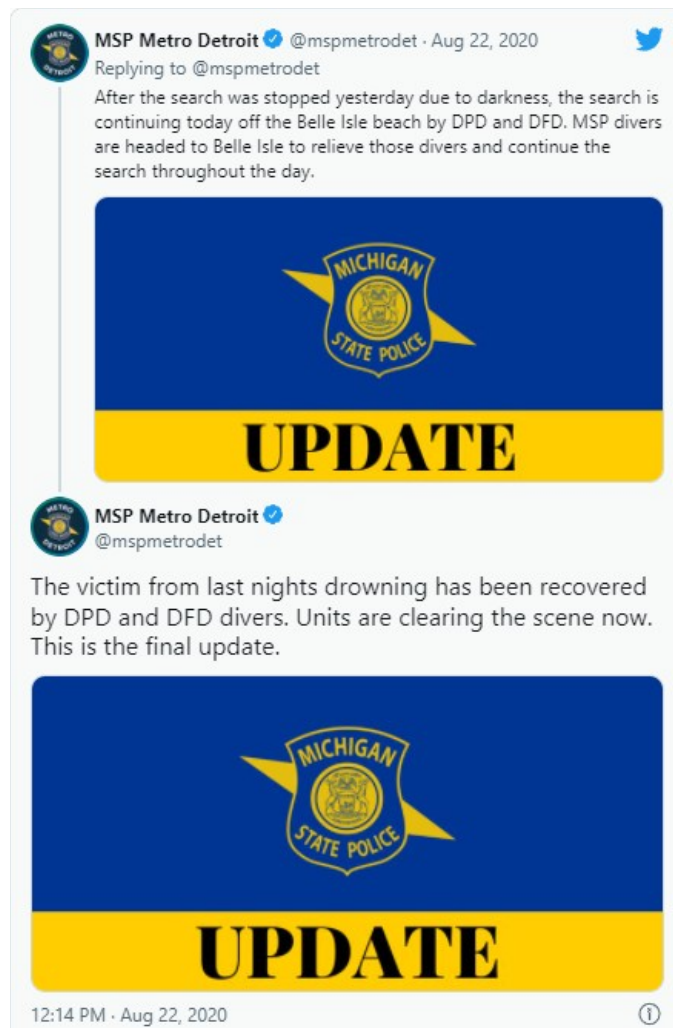 MSP Metro Detroit @mspmetrodet · Aug 22, 2020
Replying to @mspmetrodet
After the search was stopped yesterday due to darkness, the search is
continuing today off the Belle Isle beach by DPD and DFD. MSP divers
are headed to Belle Isle to relieve those divers and continue the
search throughout the day.
MICHIGAN
STATE POLICE
UPDATE
MSP Metro Detroit
@mspmetrodet
The victim from last nights drowning has been recovered
by DPD and DFD divers. Units are clearing the scene now.
This is the final update.
MICHIGAN
STATE POLICE
UPDATE
12:14 PM · Aug 22, 2020